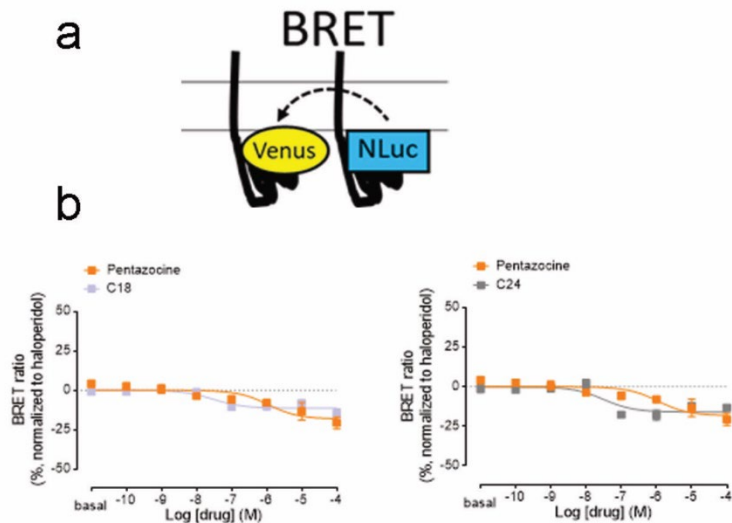 a
BRET
Venus
NLuc
b
Pentazocine
C18
BRET ratio
(%, normalized to haloperidol)
50
25
0
-25
-50
basal
-10
-9
-8
-7
-6
-5
-4
Log [drug] (M)
Pentazocine
C24
BRET ratio
(%, normalized to haloperidol)
50
25
0
-25
-50
basal
-10
-9
-8
-7
-6
-5
-4
Log [drug] (M)